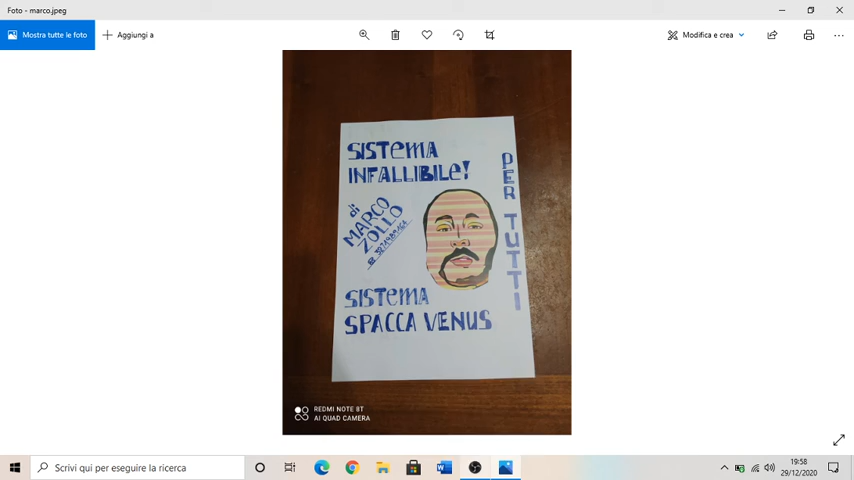 Foto - marco.jpeg
Mostra tutte le foto
Aggiungi a
Modifica e crea
SISTEMA
INFALLIBILE!
di
MARCO
ZOLLO
PER TUTTI
SISTEMA
SPACCA VENUS
REDMI NOTE 8T
AI QUAD CAMERA
Scrivi qui per eseguire la ricerca
19:58
29/12/2020